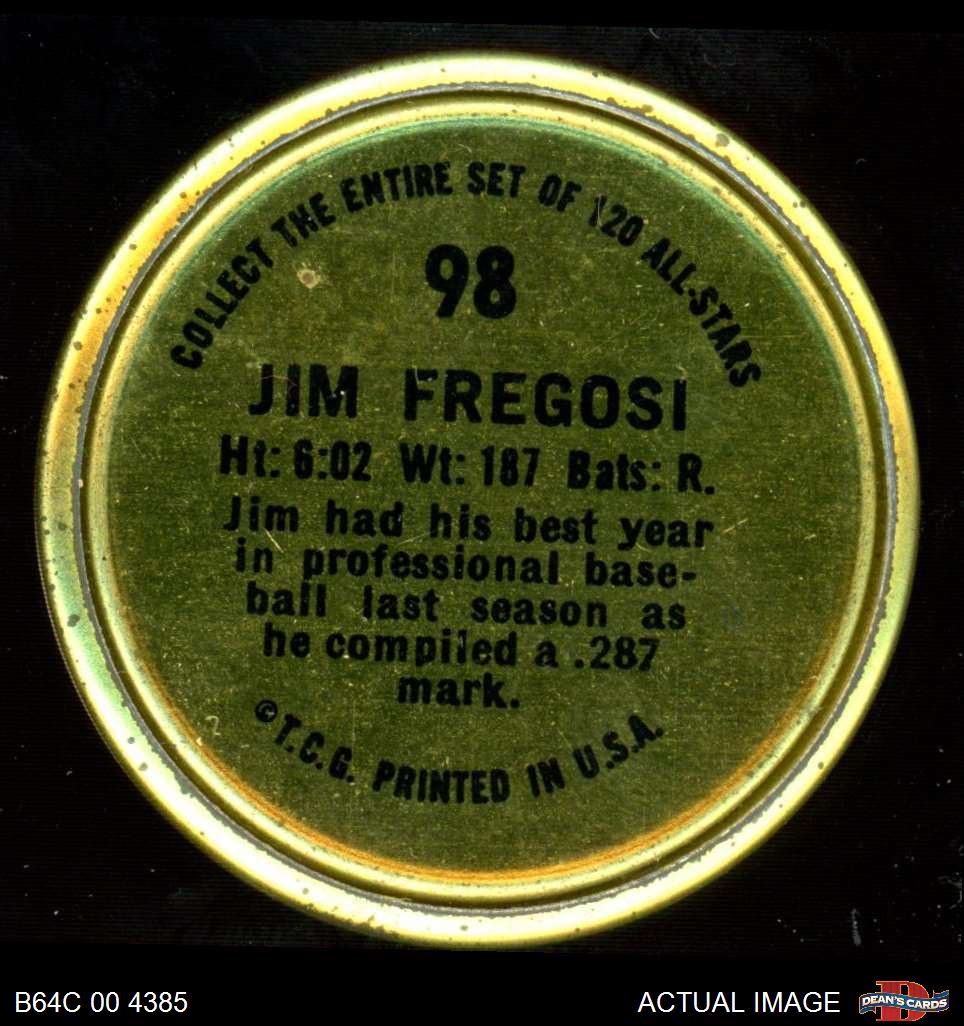 COLLECT THE ENTIRE SET OF 120 ALL-STARS
98
JIM FREGOSI
Ht: 6:02 Wt: 187 Bats: R.
Jim had his best year
in professional base-
ball last season as
he compiled a .287
mark.
©T.C.G. PRINTED IN U.S.A.
B64C 00 4385
ACTUAL IMAGE
DEAN'S CARDS